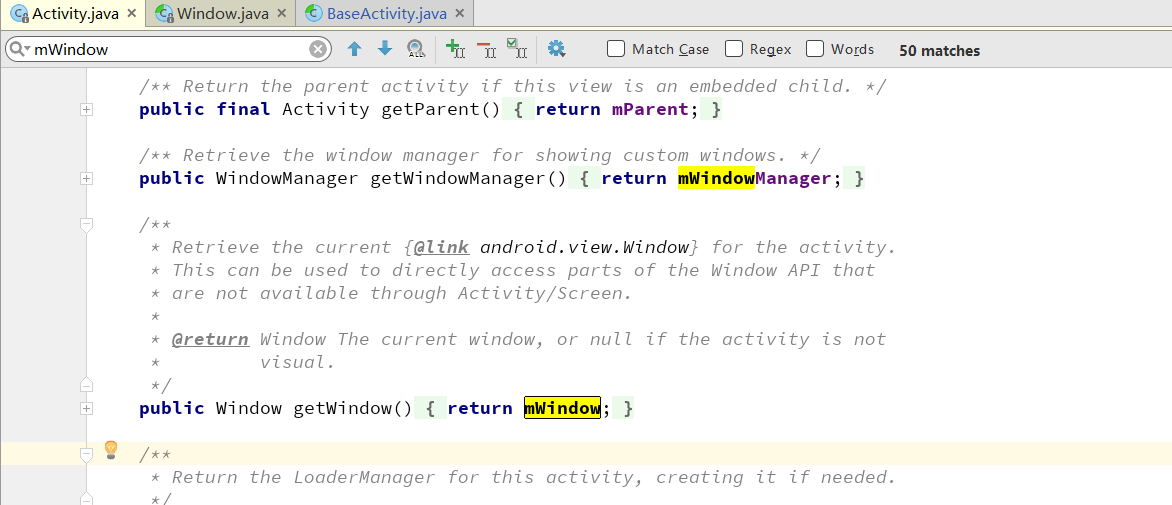 Activity.java
Window.java
BaseActivity.java
mWindow
Match Case
Regex
Words
50 matches
/** Return the parent activity if this view is an embedded child. */
public final Activity getParent() { return mParent; }
/** Retrieve the window manager for showing custom windows. */
public WindowManager getWindowManager() { return mWindowManager; }
/**
* Retrieve the current {@link android.view.Window} for the activity.
* This can be used to directly access parts of the Window API that
* are not available through Activity/Screen.
*
* @return Window The current window, or null if the activity is not
* visual.
*/
public Window getWindow() { return mWindow; }
/**
* Return the LoaderManager for this activity, creating it if needed.
*/